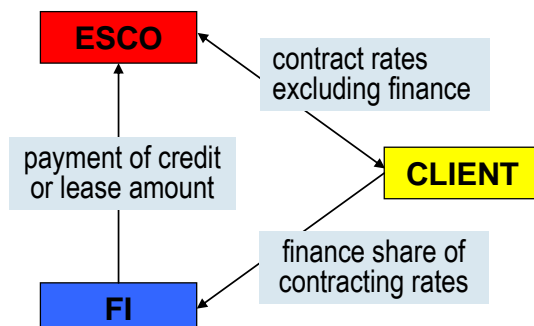 ESCO
contract rates
excluding finance
payment of credit
or lease amount
CLIENT
finance share of
contracting rates
FI